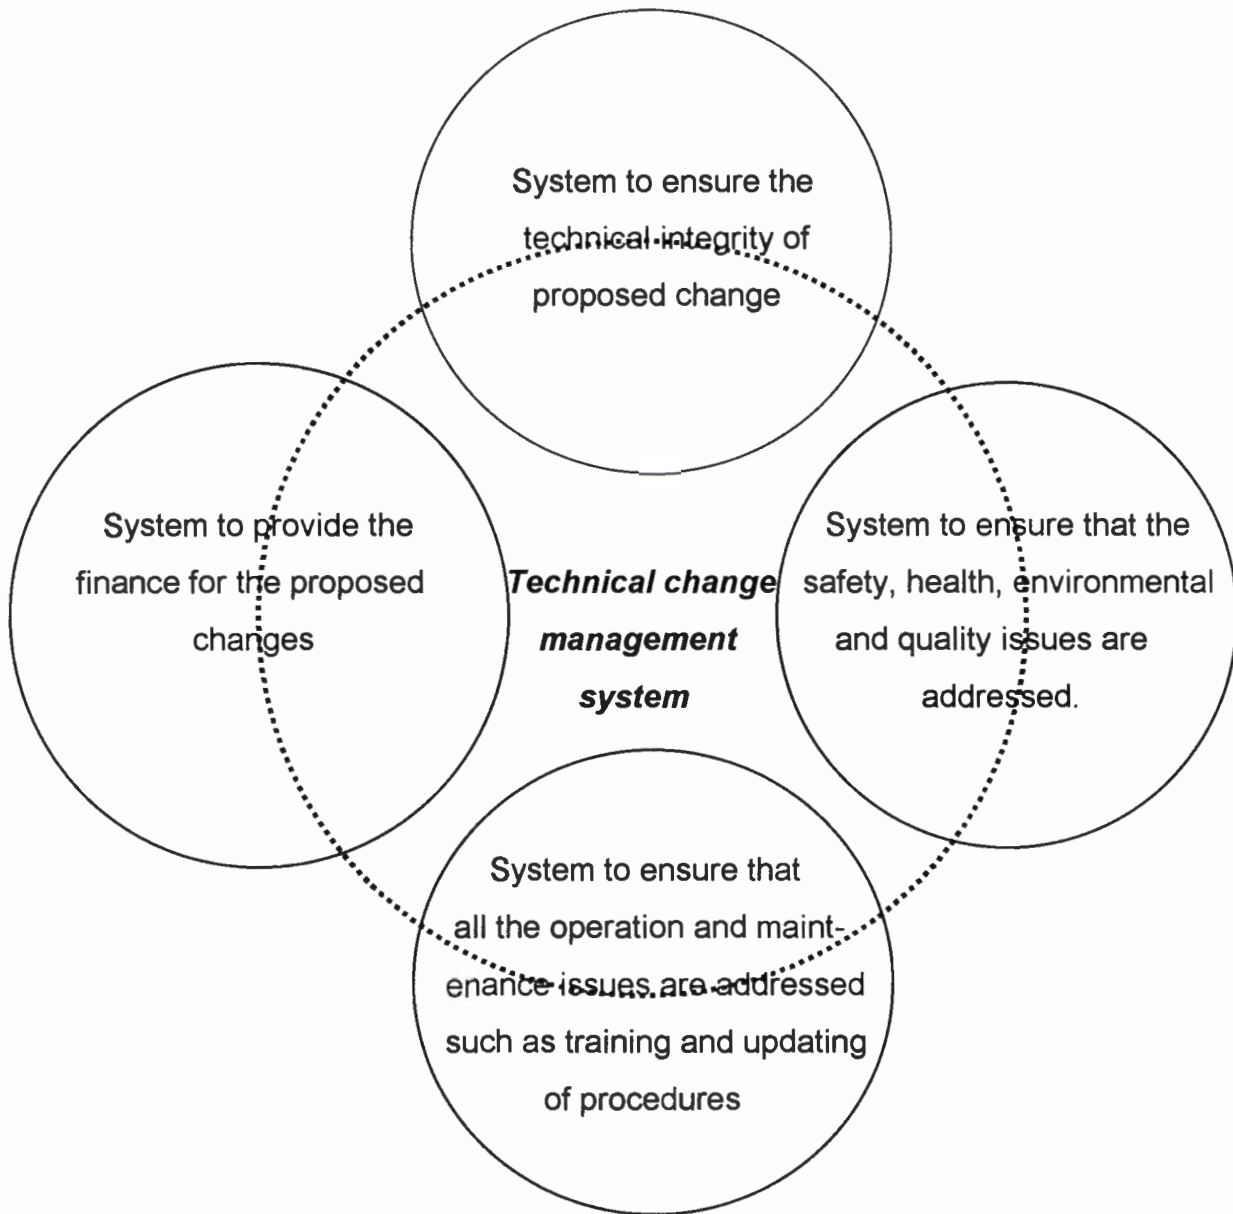 System to ensure the
technical integrity of
proposed change
System to provide the
finance for the proposed
changes
Technical change
management
system
System to ensure that the
safety, health, environmental
and quality issues are
addressed.
System to ensure that
all the operation and maint-
enance issues are addressed
such as training and updating
of procedures